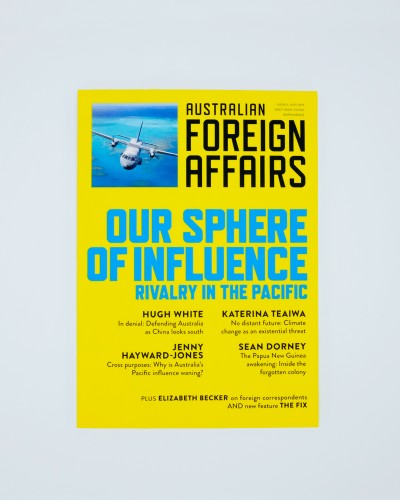 AUSTRALIAN
FOREIGN
AFFAIRS
OUR SPHERE
OF INFLUENCE
RIVALRY IN THE PACIFIC
HUGH WHITE
In denial: Defending Australia
as China looks south
KATERINA TEAIWA
No distant future: Climate
change as an existential threat
JENNY
HAYWARD-JONES
Cross purposes: Why is Australia's
Pacific influence waning?
SEAN DORNEY
The Papua New Guinea
awakening: Inside the
forgotten colony
PLUS ELIZABETH BECKER on foreign correspondents
AND new feature THE FIX